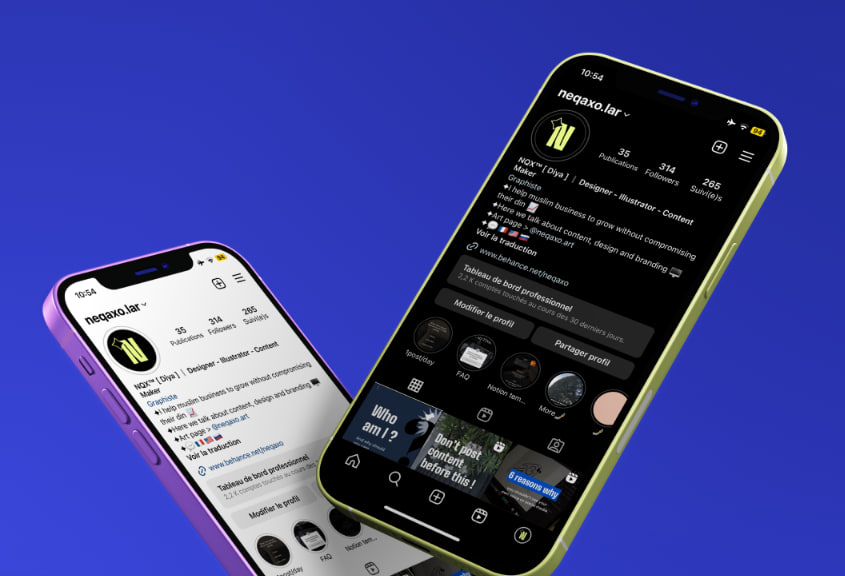 10:54
84
neqaxo.lar
N
35
314
265
Publications
Followers
Suivi(e)s
NQX™ [ Diya ] | Designer - Illustrator - Content
Maker
Graphiste
✦I help muslim business to grow without compromising
their din 📈
✦Here we talk about content, design and branding
✦Art page > @neqaxo.art
Voir la traduction
www.behance.net/neqaxo
Tableau de bord professionnel
2,2 K comptes touchés au cours des 30 derniers jours.
Modifier le profil
Partager profil
1post/day
FAQ
Notion tem...
More
Who
am I ?
Don't post
content
before this !
6 reasons why
N
10:54
neqaxo.lar
N
35
314
265
Publications
Followers
Suivi(e)s
NQX™ [ Diya ] | Designer - Illustrator - Content
Maker
Graphiste
✦I help muslim business to grow without compromising
their din 📈
✦Here we talk about content, design and branding
✦Art page > @neqaxo.art
Voir la traduction
www.behance.net/neqaxo
Tableau de bord professionnel
2,2 K comptes touchés au cours des
Modifier le profil
1post/day
FAQ
Notion tem...